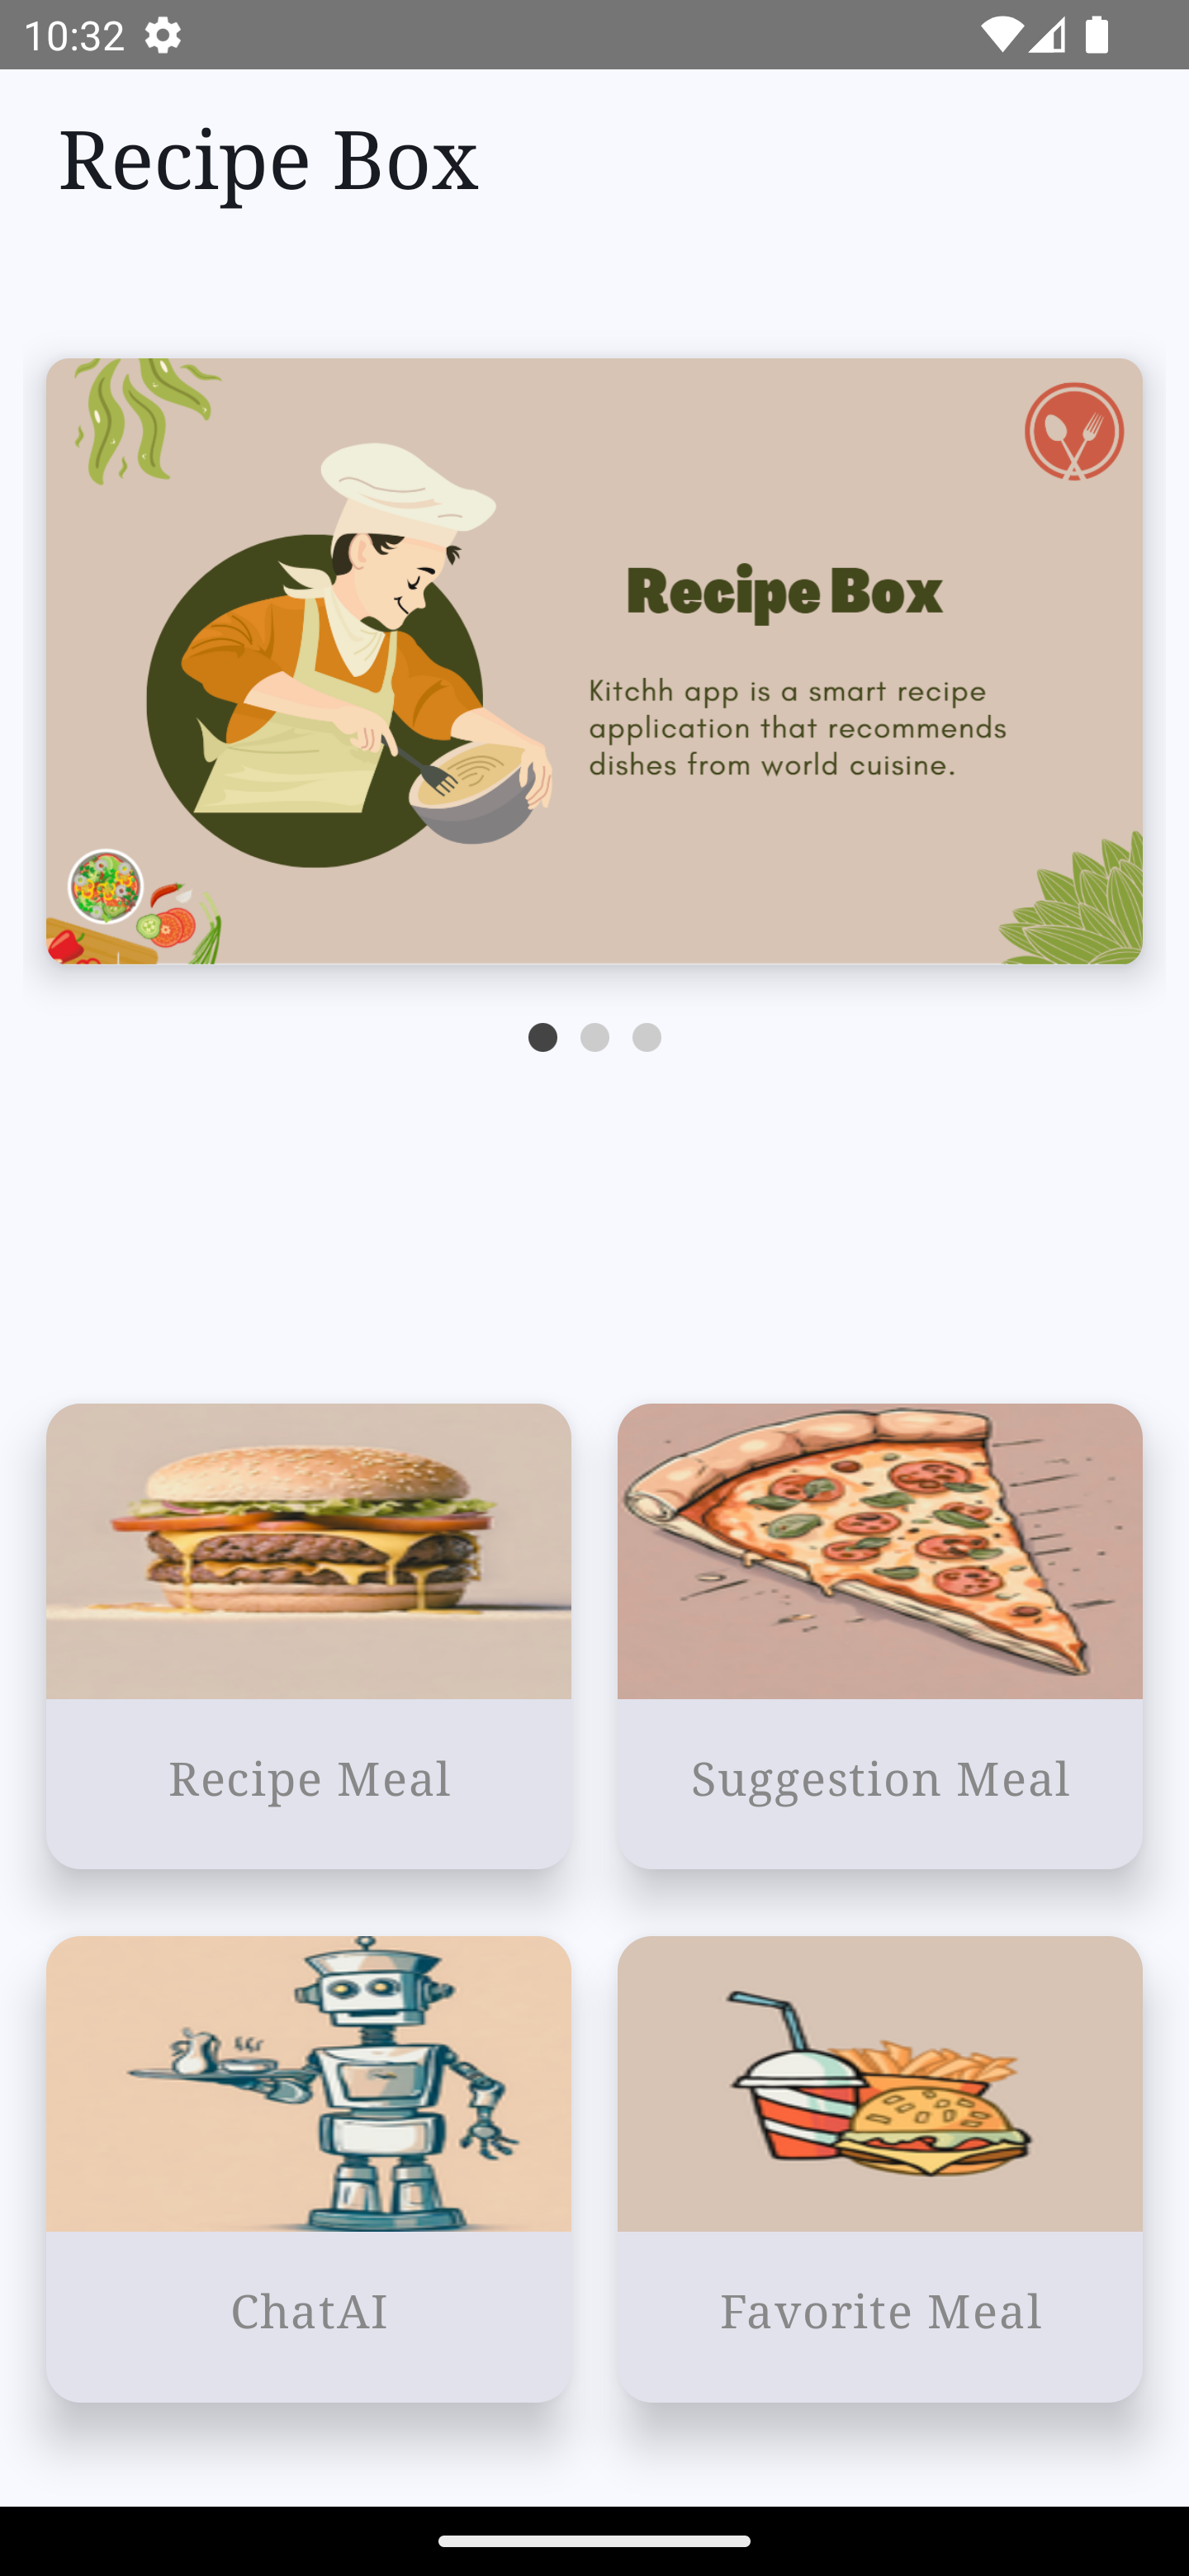 10:32
Recipe Box
Recipe Box
Kitchh app is a smart recipe
application that recommends
dishes from world cuisine.
Recipe Meal
Suggestion Meal
ChatAI
Favorite Meal